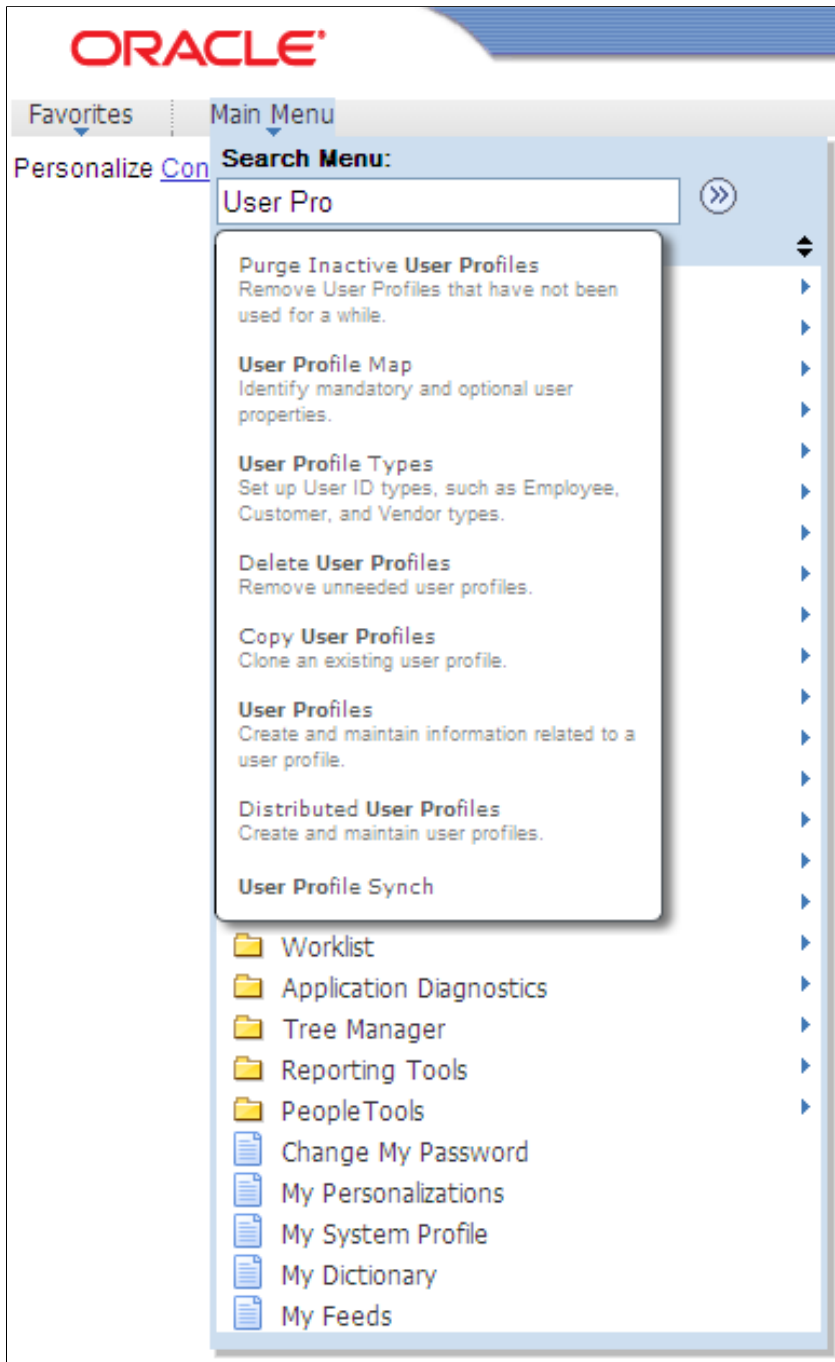 ORACLE
Favorites Main Menu
Personalize Con
Search Menu:
User Pro
Purge Inactive User Profiles
Remove User Profiles that have not been
used for a while.
User Profile Map
Identify mandatory and optional user
properties.
User Profile Types
Set up User ID types, such as Employee,
Customer, and Vendor types.
Delete User Profiles
Remove unneeded user profiles.
Copy User Profiles
Clone an existing user profile.
User Profiles
Create and maintain information related to a
user profile.
Distributed User Profiles
Create and maintain user profiles.
User Profile Synch
Worklist
Application Diagnostics
Tree Manager
Reporting Tools
PeopleTools
Change My Password
My Personalizations
My System Profile
My Dictionary
My Feeds